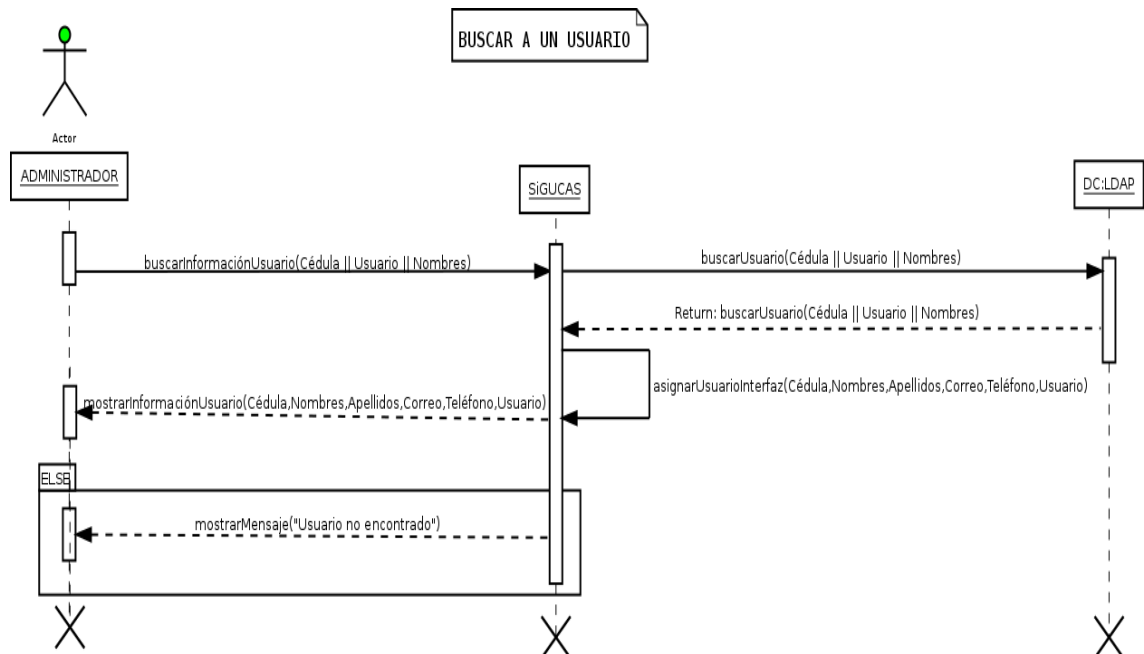 BUSCAR A UN USUARIO
Actor
ADMINISTRADOR
SiGUCAS
DC:LDAP
buscarInformaciónUsuario(Cédula || Usuario || Nombres)
buscarUsuario(Cédula || Usuario || Nombres)
Return: buscarUsuario(Cédula || Usuario || Nombres)
asignarUsuarioInterfaz(Cédula,Nombres,Apellidos,Correo,Teléfono,Usuario)
mostrarInformaciónUsuario(Cédula,Nombres,Apellidos,Correo,Teléfono,Usuario)
ELSE
mostrarMensaje("Usuario no encontrado")